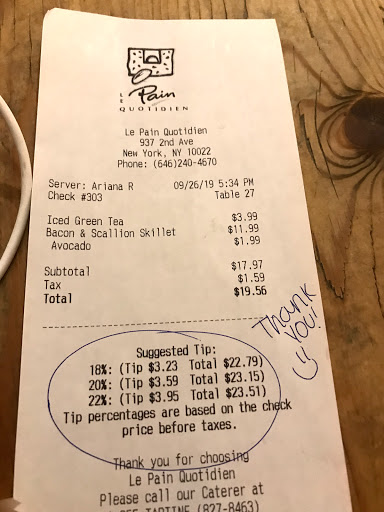 LE
Pain
QUOTIDIEN
Le Pain Quotidien
937 2nd Ave
New York, NY 10022
Phone: (646)240-4670
Server: Ariana R 09/26/19 5:34 PM
Check #303 Table 27
Iced Green Tea $3.99
Bacon & Scallion Skillet $11.99
Avocado $1.99
Subtotal $17.97
Tax $1.59
Total $19.56
Thank
you!
Suggested Tip:
18%: (Tip $3.23 Total $22.79)
20%: (Tip $3.59 Total $23.15)
22%: (Tip $3.95 Total $23.51)
Tip percentages are based on the check
price before taxes.
Thank you for choosing
Le Pain Quotidien
Please call our Caterer at
TARTINE (827-8463)